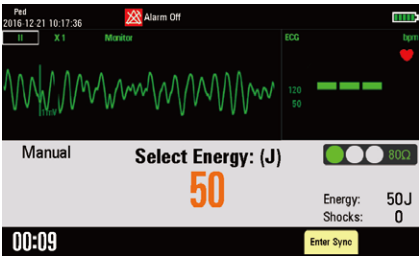 Ped
2016-12-21 10:17:36
Alarm Off
II
X 1
Monitor
ECG
bpm
120
50
1mV
Manual
Select Energy: (J)
50
80Ω
Energy: 50J
Shocks: 0
00:09
Enter Sync